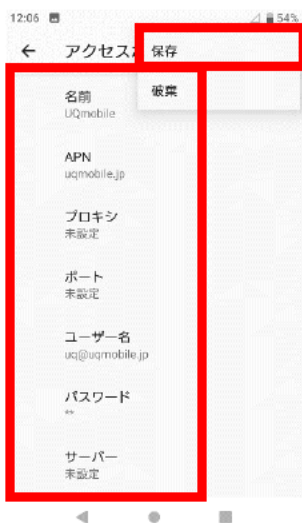 12:06 54%
アクセス
保存
破棄
名前
UQmobile
APN
uqmobile.jp
プロキシ
未設定
ポート
未設定
ユーザー名
uq@uqmobile.jp
パスワード
**
サーバー
未設定